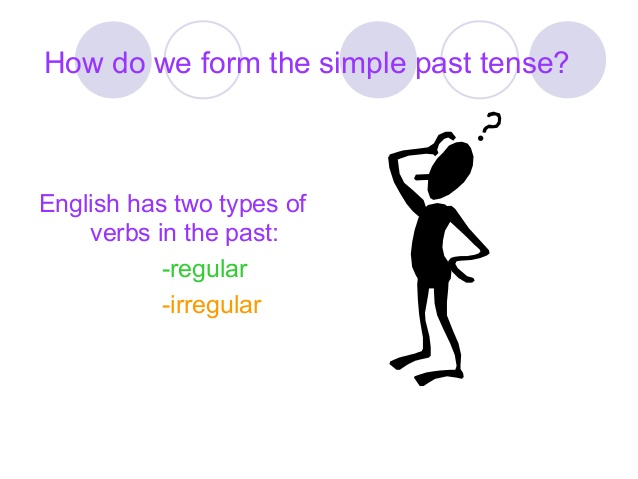 How do we form the simple past tense?
?
English has two types of
verbs in the past:
-regular
-irregular